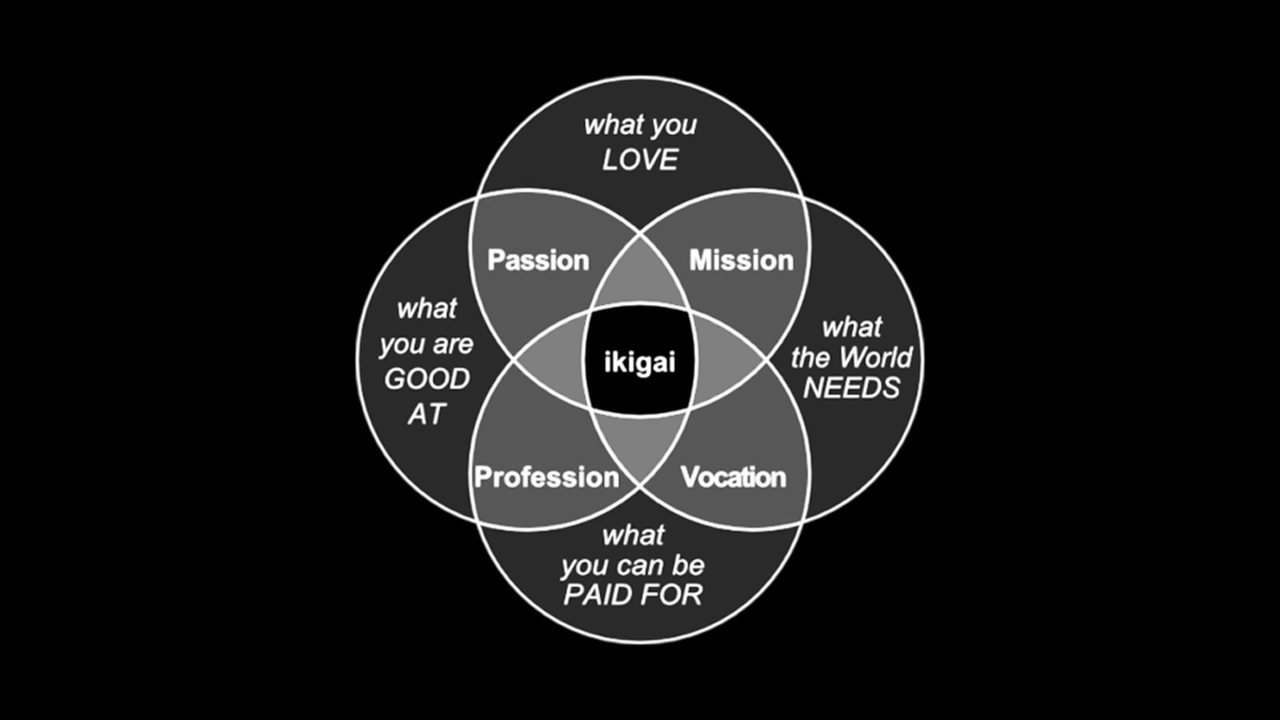 what you
LOVE
Passion
Mission
what
you are
GOOD
AT
ikigai
what
the World
NEEDS
Profession
Vocation
what
you can be
PAID FOR